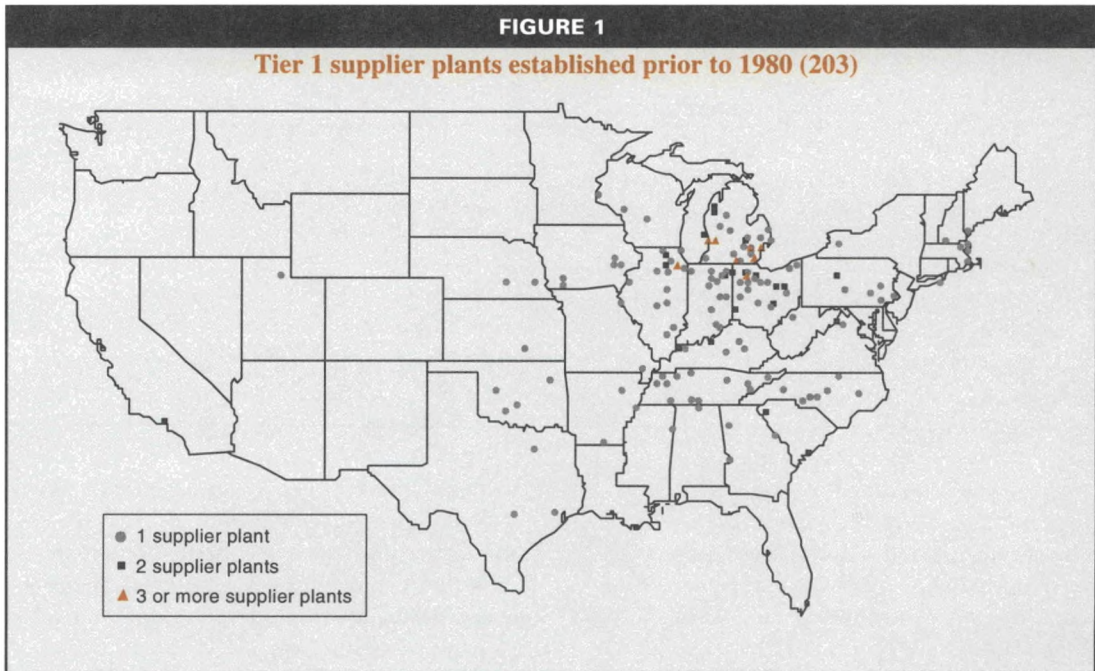 FIGURE 1
Tier 1 supplier plants established prior to 1980 (203)
1 supplier plant
2 supplier plants
3 or more supplier plants